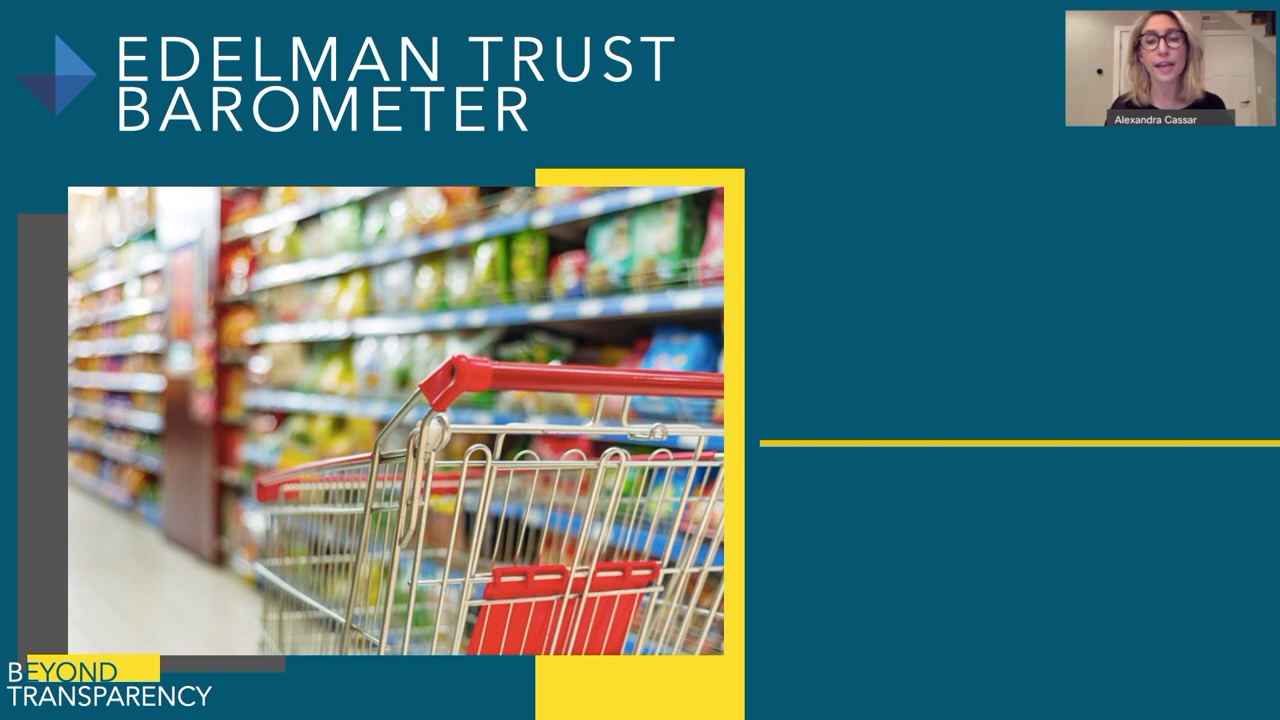 EDELMAN TRUST
BAROMETER
Alexandra Cassar
BEYOND
TRANSPARENCY